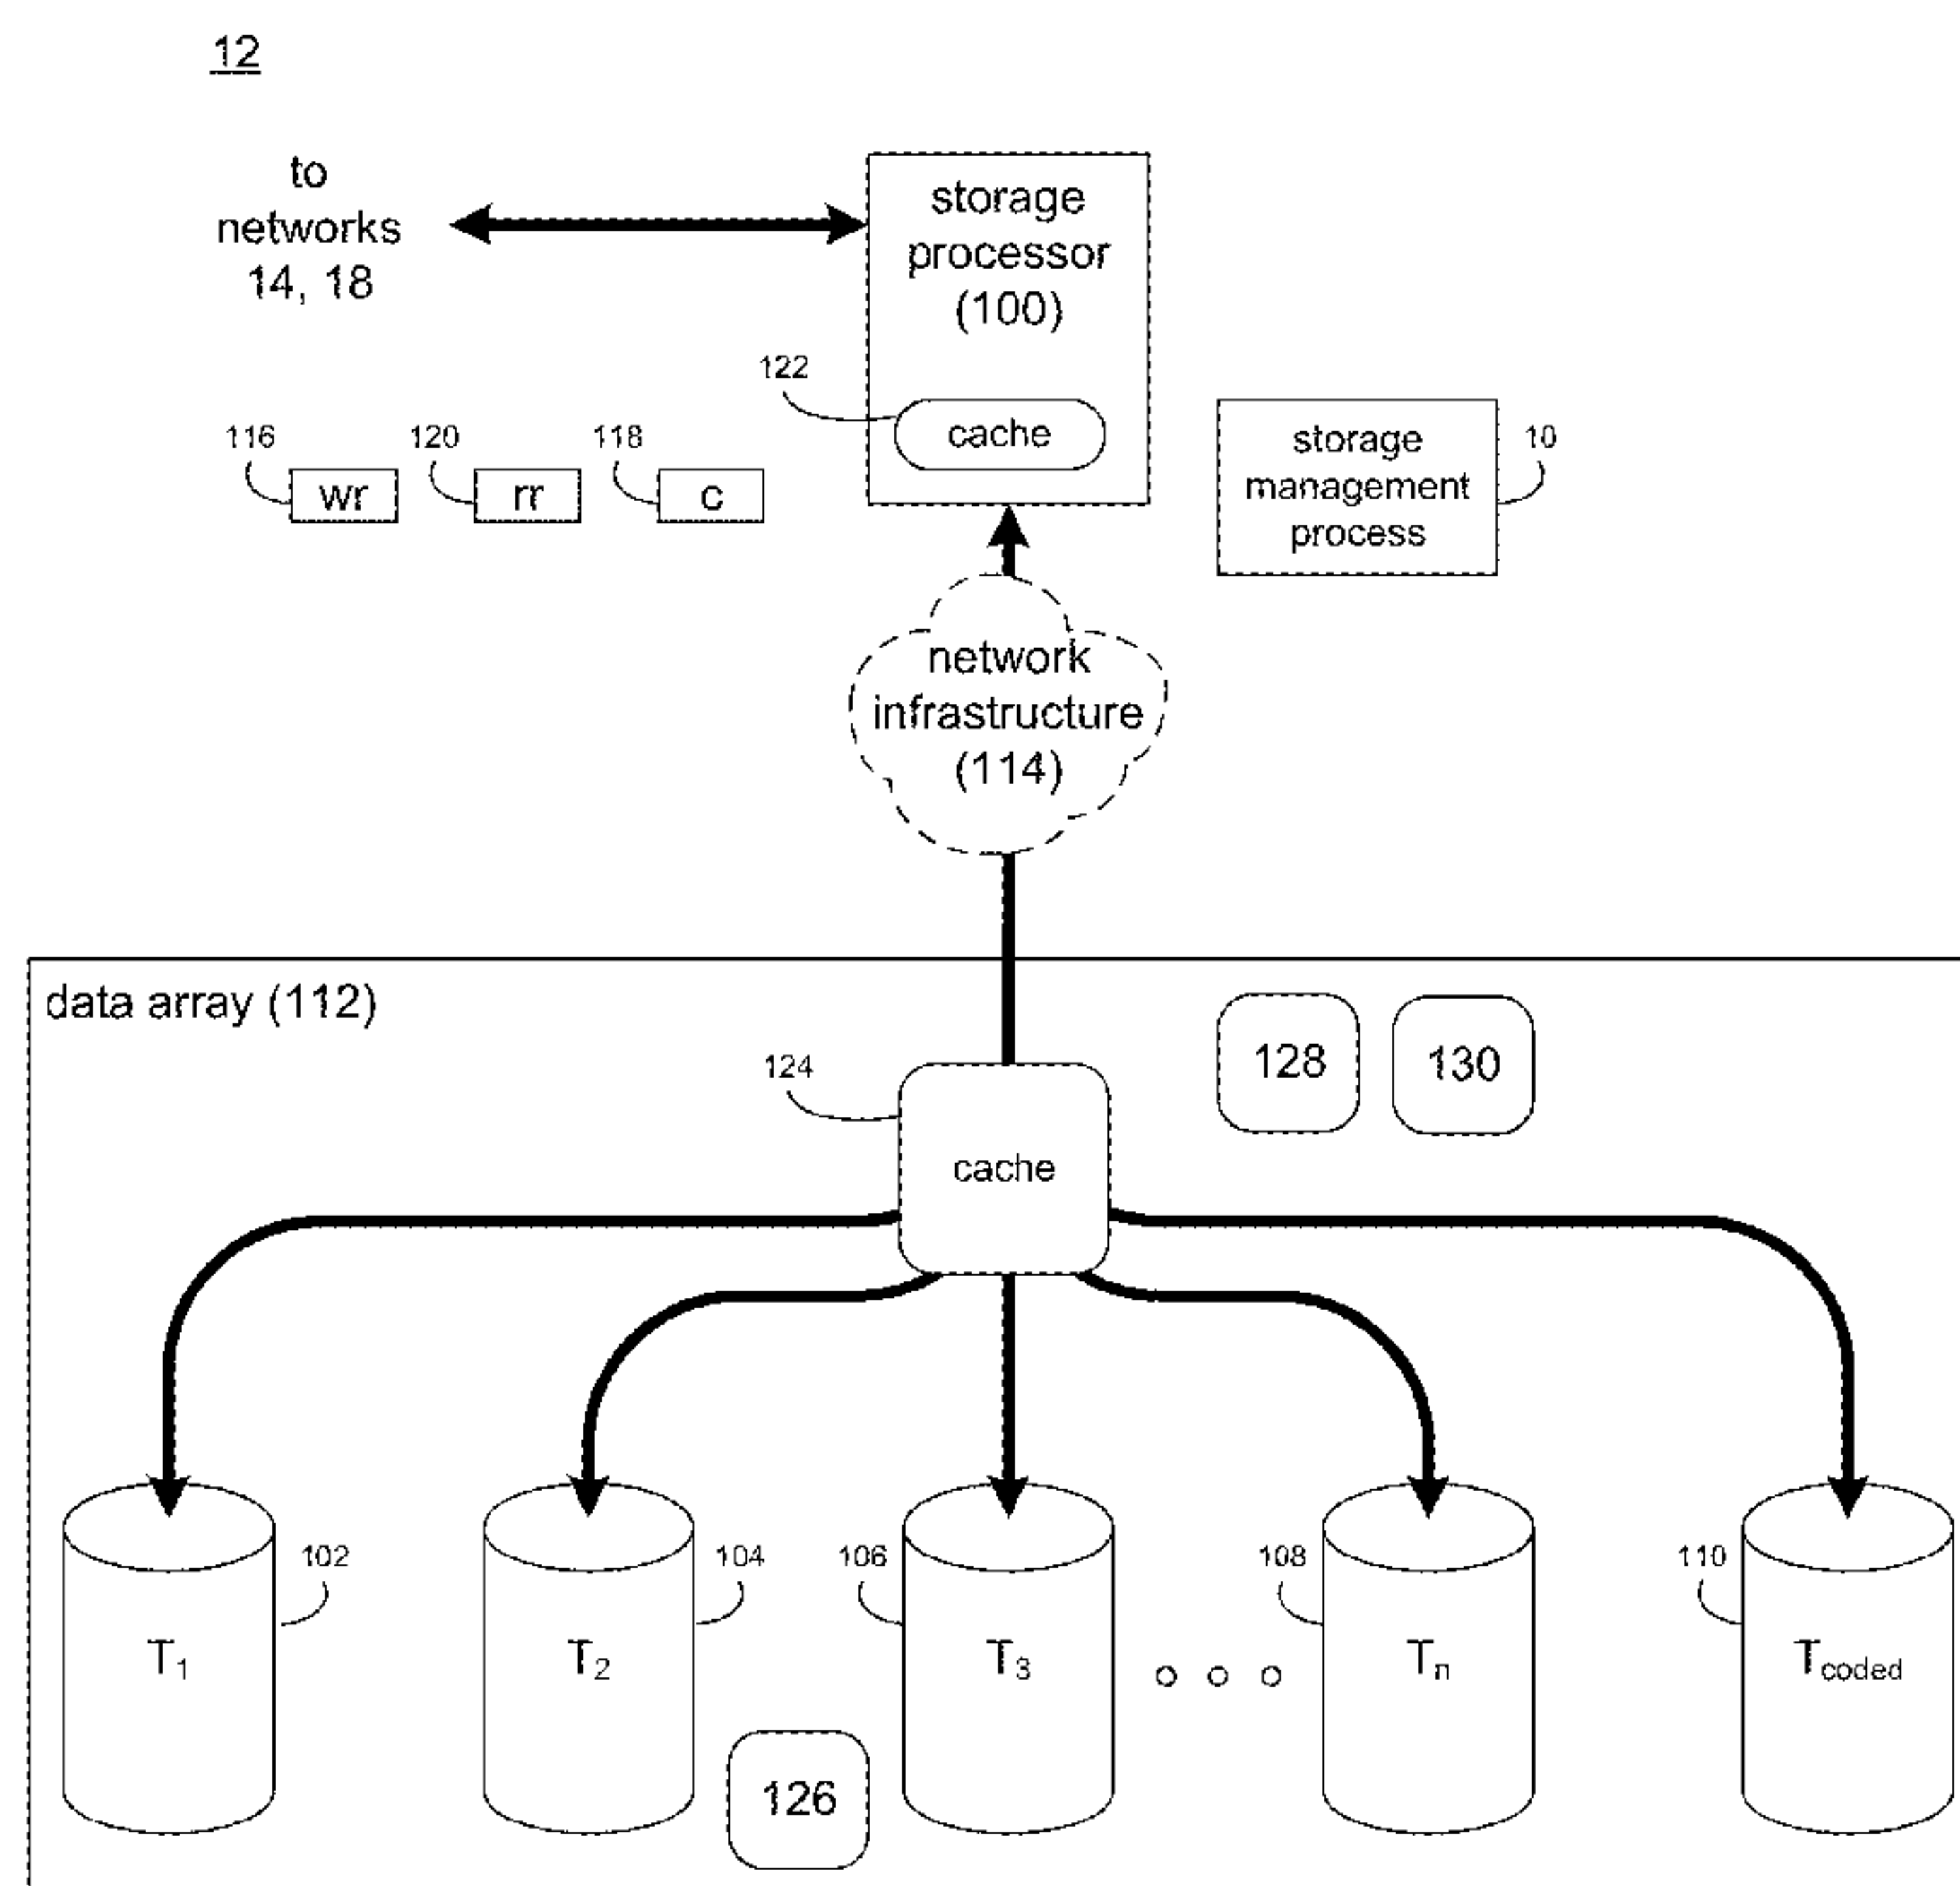 12
to
networks
14, 18
storage
processor
(100)
122
cache
116
wr
120
rr
118
c
storage
management
process
10
network
infrastructure
(114)
data array (112)
128
130
124
cache
102
104
106
108
110
T1
T2
T3
Tn
Tcoded
126